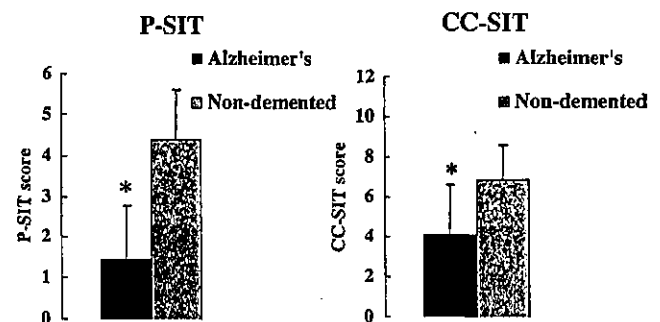 P-SIT
Alzheimer's
Non-demented
6
5
4
3
2
1
0
P-SIT score
*
CC-SIT
Alzheimer's
Non-demented
12
10
8
6
4
2
0
CC-SIT score
*